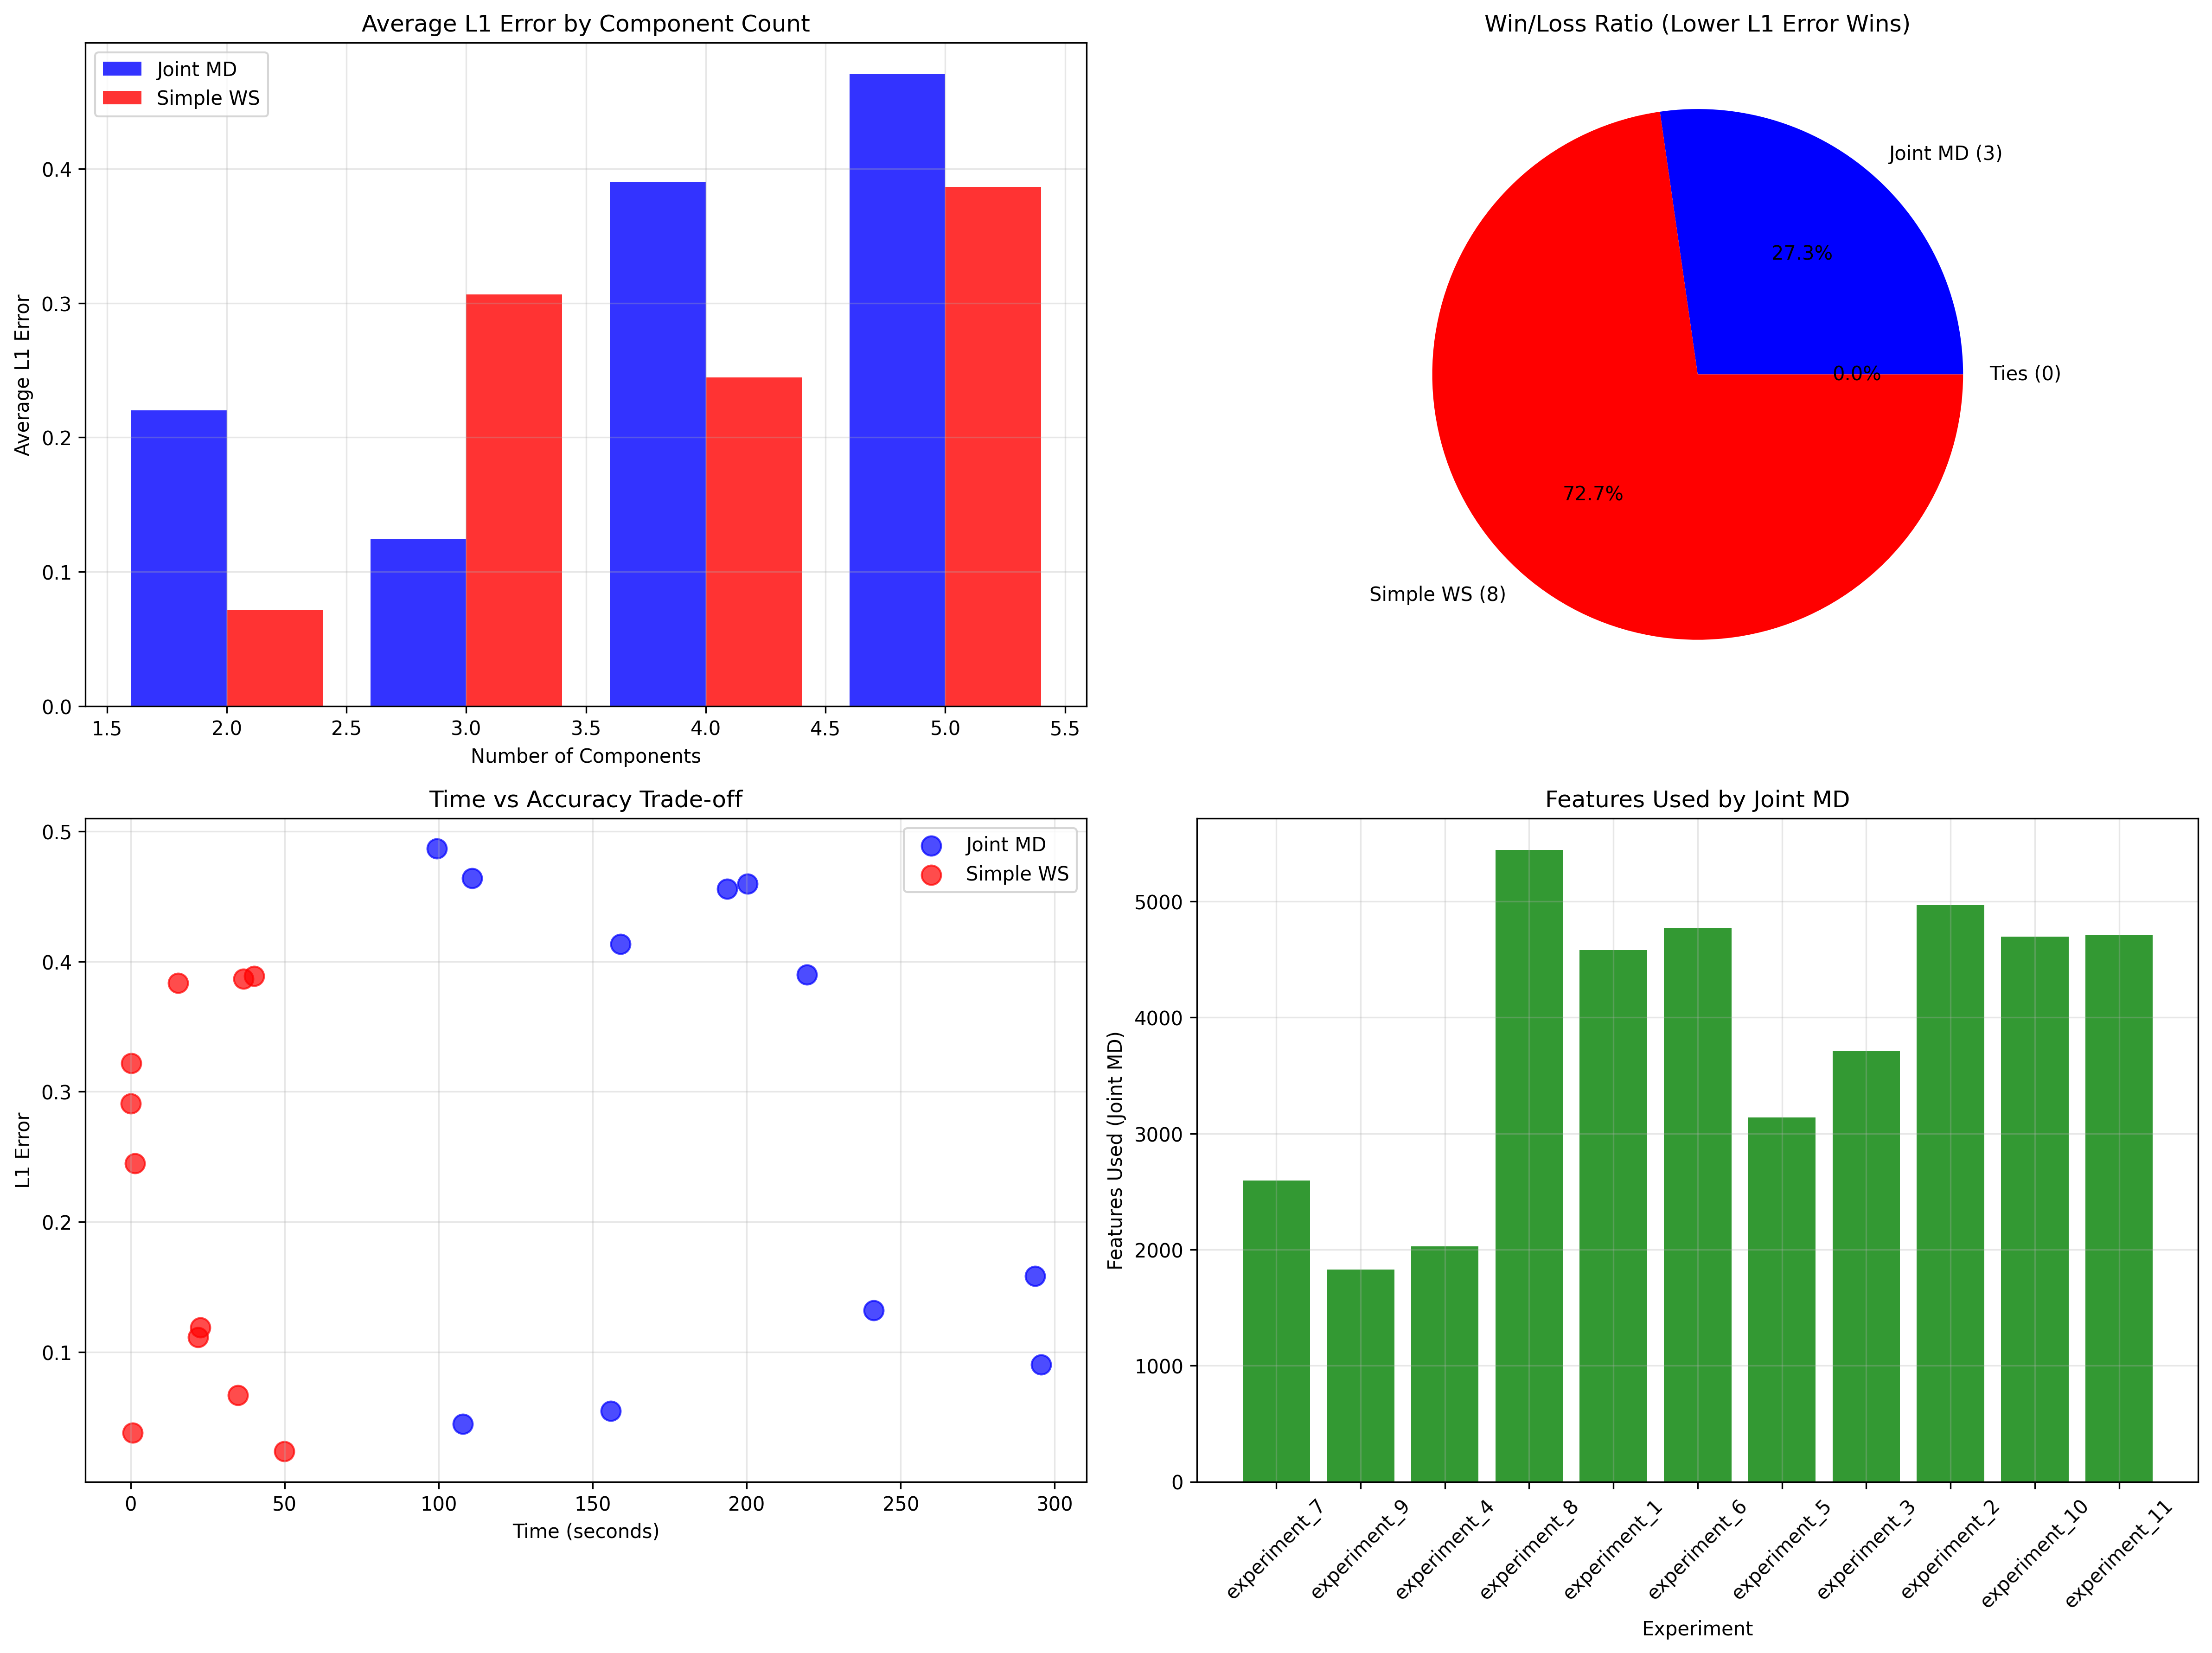 Average L1 Error by Component Count
Joint MD
Simple WS
Average L1 Error
0.4
0.3
0.2
0.1
0.0
1.5 2.0 2.5 3.0 3.5 4.0 4.5 5.0 5.5
Number of Components
Win/Loss Ratio (Lower L1 Error Wins)
Joint MD (3)
27.3%
0.0%
Ties (0)
72.7%
Simple WS (8)
Time vs Accuracy Trade-off
Joint MD
Simple WS
L1 Error
0.5
0.4
0.3
0.2
0.1
0 50 100 150 200 250 300
Time (seconds)
Features Used by Joint MD
Features Used (Joint MD)
5000
4000
3000
2000
1000
0
experiment_7
experiment_9
experiment_4
experiment_8
experiment_1
experiment_6
experiment_5
experiment_3
experiment_2
experiment_10
experiment_11
Experiment